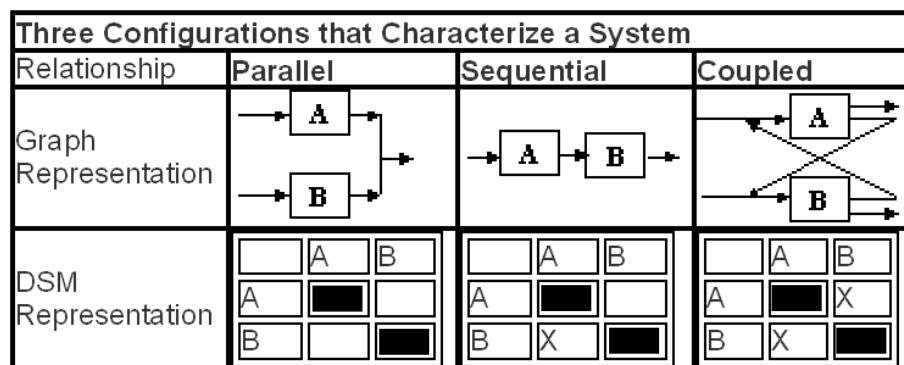 Three Configurations that Characterize a System
Relationship Parallel Sequential Coupled
Graph
Representation
A
B
A B
A
B
DSM
Representation
A B
A
B
A B
A
B X
A B
A X
B X